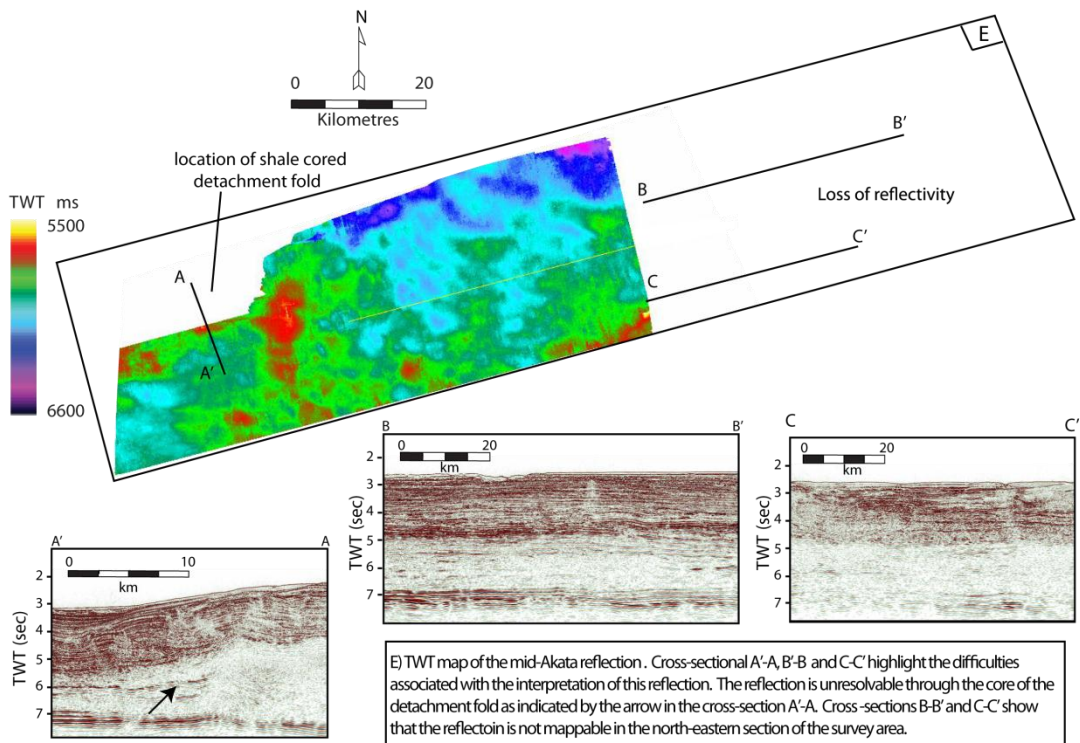 N
E
0 20
Kilometres
location of shale cored
detachment fold
TWT ms
5500
6600
A
A'
B
B'
C
C'
Loss of reflectivity
B B'
0 20
km
2
3
4
5
6
7
TWT (sec)
C C'
0 20
km
2
3
4
5
6
7
TWT (sec)
A' A
0 10
km
2
3
4
5
6
7
TWT (sec)
E) TWT map of the mid-Akata reflection . Cross-sectional A'-A, B'-B and C-C' highlight the difficulties
associated with the interpretation of this reflection. The reflection is unresolvable through the core of the
detachment fold as indicated by the arrow in the cross-section A'-A. Cross -sections B-B' and C-C' show
that the reflectoin is not mappable in the north-eastern section of the survey area.